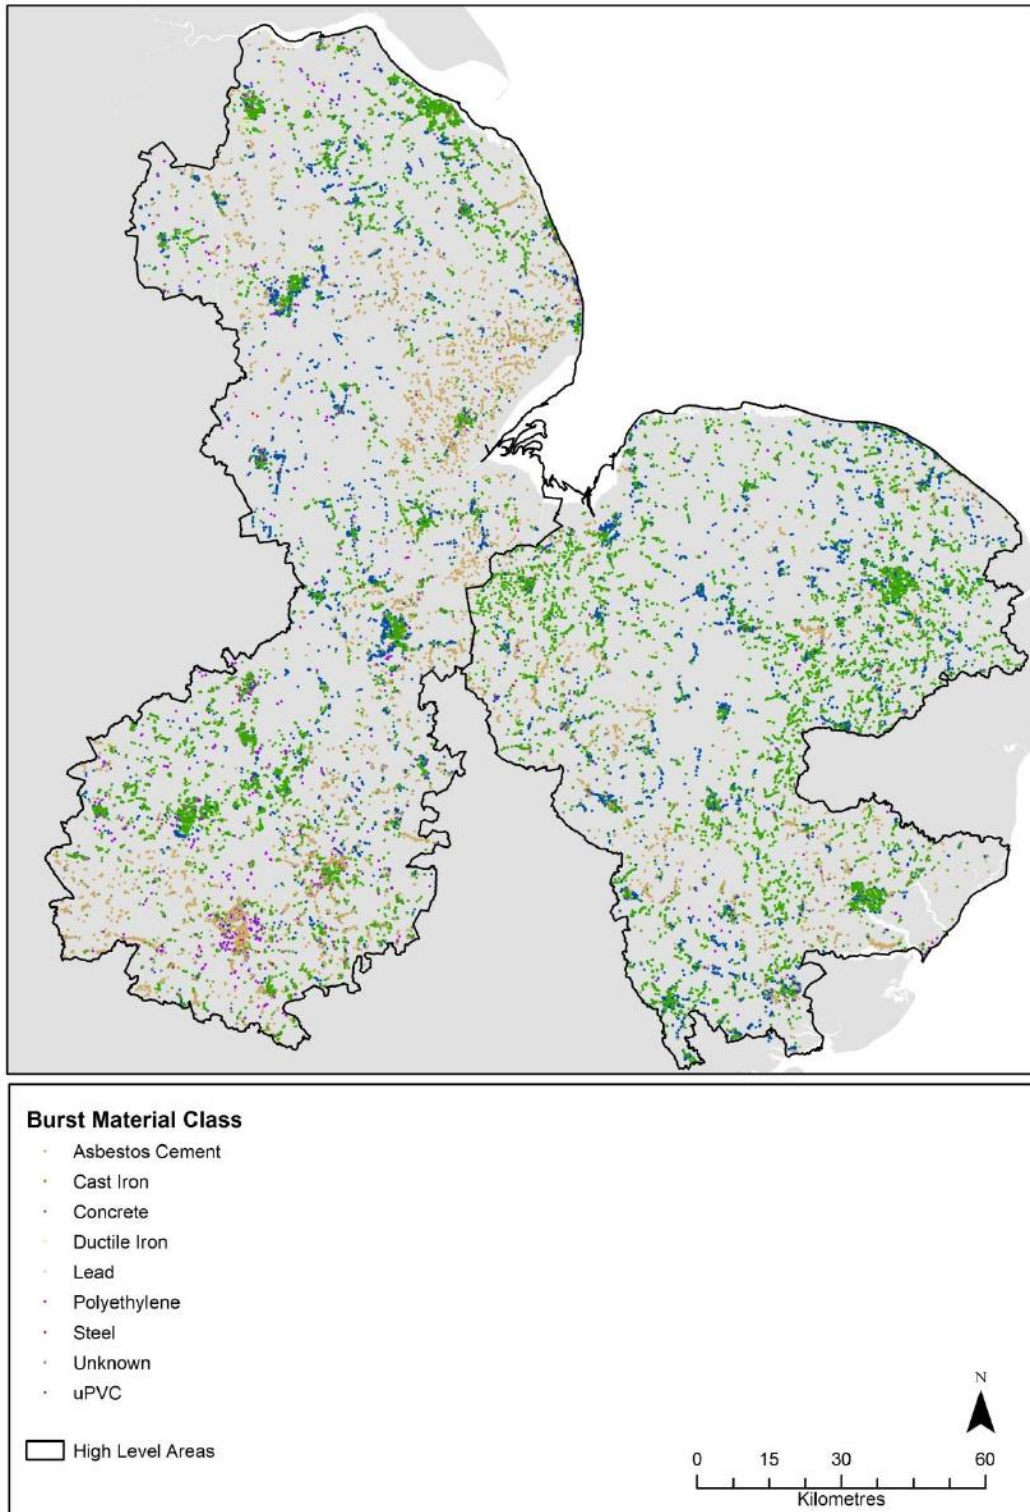 Burst Material Class
Asbestos Cement
Cast Iron
Concrete
Ductile Iron
Lead
Polyethylene
Steel
Unknown
uPVC
High Level Areas
N
0 15 30 60
Kilometres